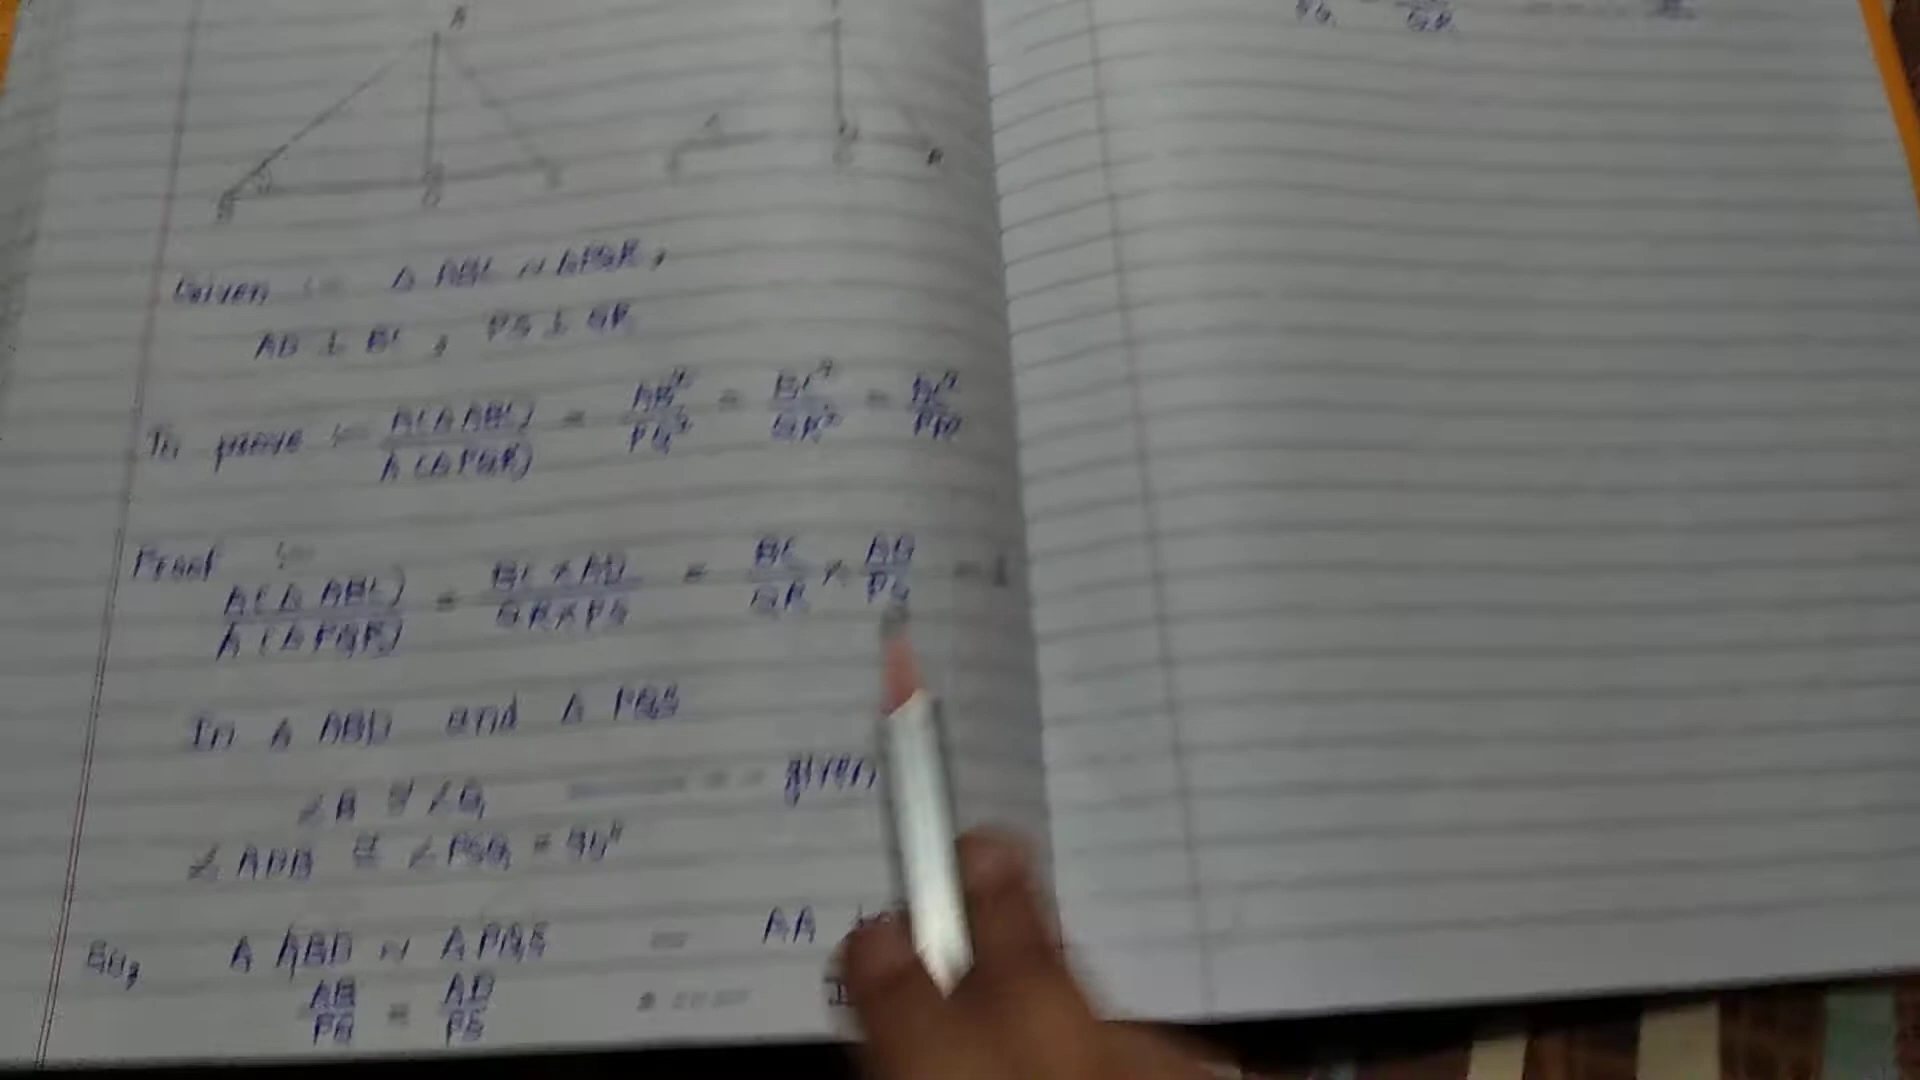 A
B
D
Given :- Δ ABC ~ Δ PQR,
AD ⊥ BC, PS ⊥ QR
To prove :- A(Δ ABC) / A(Δ PQR) = AB² / PQ² = BC² / QR² =
Proof :-
A(Δ ABC) / A(Δ PQR) = BC × AD / QR × PS = BC / QR × AD / PS - I
In Δ ABD and Δ PQS
∠B ≅ ∠Q ------ given
∠ADB ≅ ∠PSQ = 90°
So, Δ ABD ~ Δ PQS - AA
AB / PQ = AD / PS